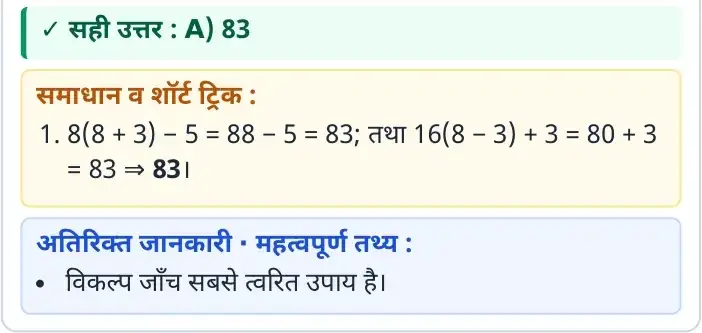 ✓ सही उत्तर : A) 83
समाधान व शॉर्ट ट्रिक :
1. 8(8 + 3) − 5 = 88 − 5 = 83; तथा 16(8 − 3) + 3 = 80 + 3
= 83 ⇒ 83।
अतिरिक्त जानकारी · महत्वपूर्ण तथ्य :
• विकल्प जाँच सबसे त्वरित उपाय है।